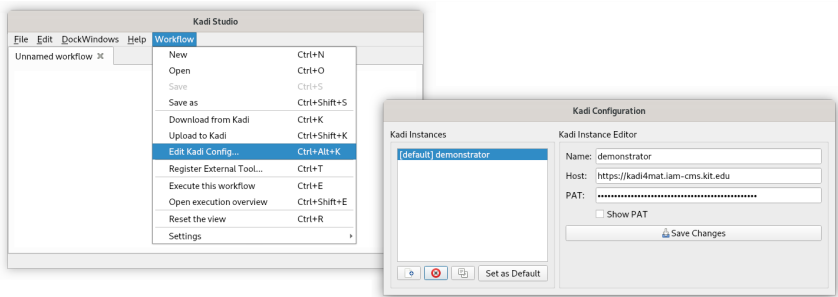 Kadi Studio
File Edit DockWindows Help Workflow
Unnamed workflow
New Ctrl+N
Open Ctrl+O
Save Ctrl+S
Save as Ctrl+Shift+S
Download from Kadi Ctrl+K
Upload to Kadi Ctrl+Shift+K
Edit Kadi Config... Ctrl+Alt+K
Register External Tool... Ctrl+T
Execute this workflow Ctrl+E
Open execution overview Ctrl+Shift+E
Reset the view Ctrl+R
Settings
Kadi Configuration
Kadi Instances
[default] demonstrator
Set as Default
Kadi Instance Editor
Name: demonstrator
Host: https://kadi4mat.iam-cms.kit.edu
PAT: ••••••••••••••••••••••••••••••••••••••••••••••••
Show PAT
Save Changes